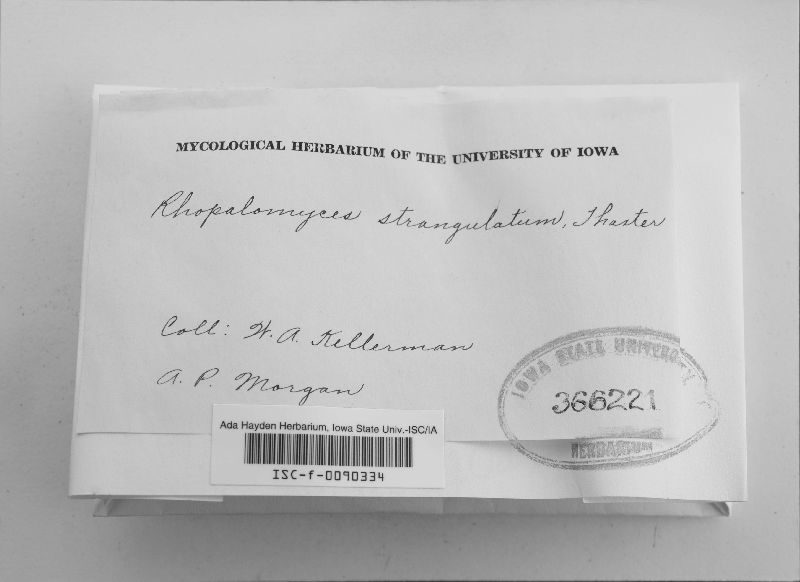 MYCOLOGICAL HERBARIUM OF THE UNIVERSITY OF IOWA
Rhopalomyces strangulatum, Thaxter
Coll: W. A. Kellerman
A. P. Morgan
IOWA STATE UNIVERSITY
366221
HERBARIUM
Ada Hayden Herbarium, Iowa State Univ.-ISC/IA
ISC-f-0090334